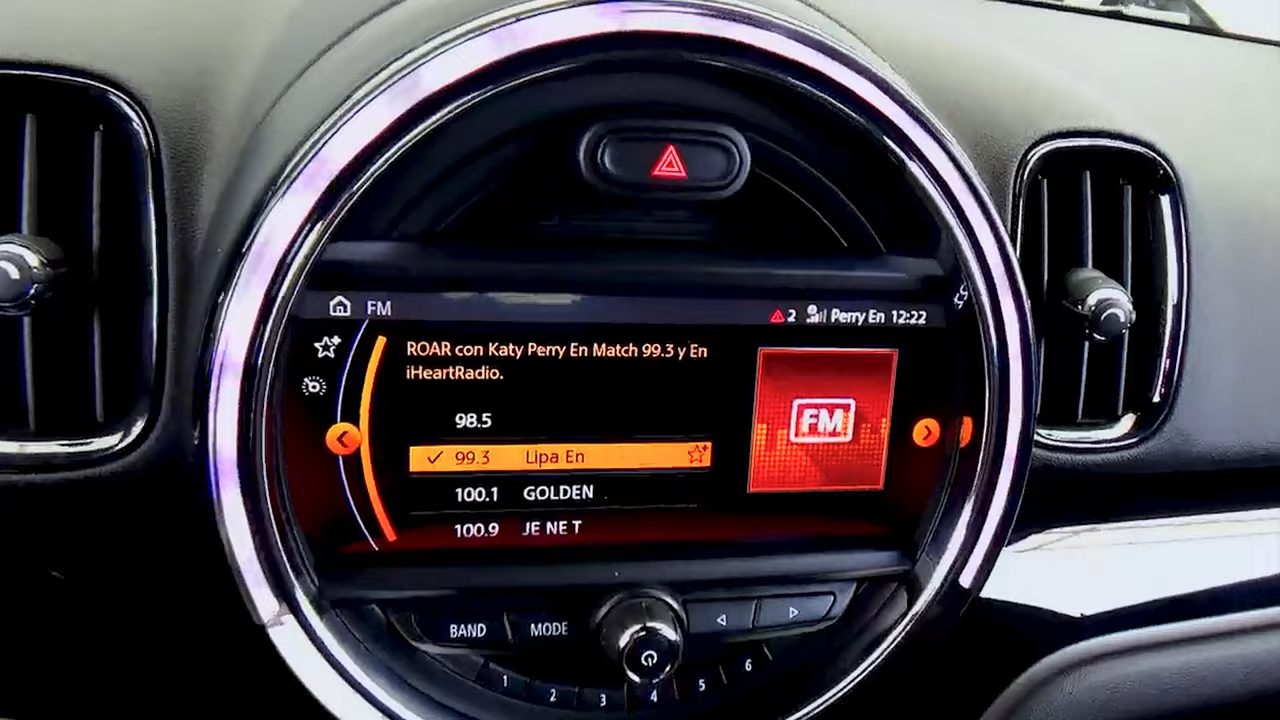 FM
2 Perry En 12:22
ROAR con Katy Perry En Match 99.3 y En
iHeartRadio.
98.5
99.3 Lipa En
100.1 GOLDEN
100.9 JE NE T
FM
BAND MODE
1 2 3 4 5 6